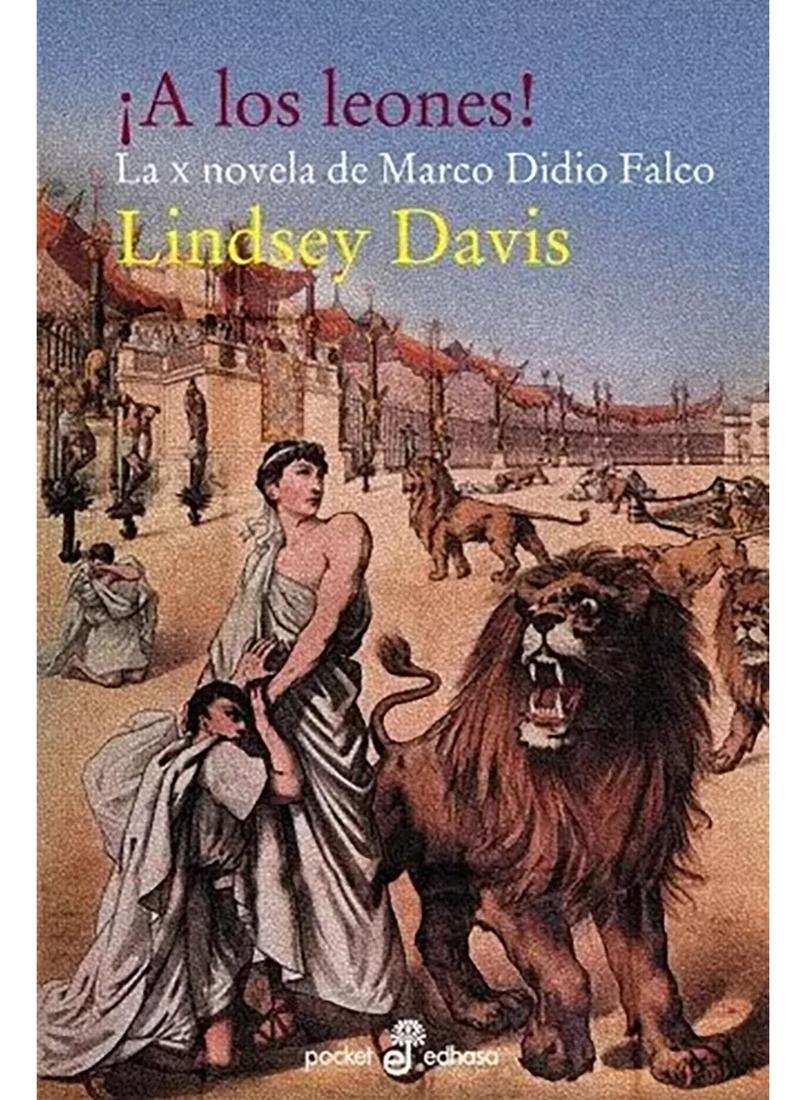 ¡A los leones!
La x novela de Marco Didio Falco
Lindsey Davis
pocket edhasa